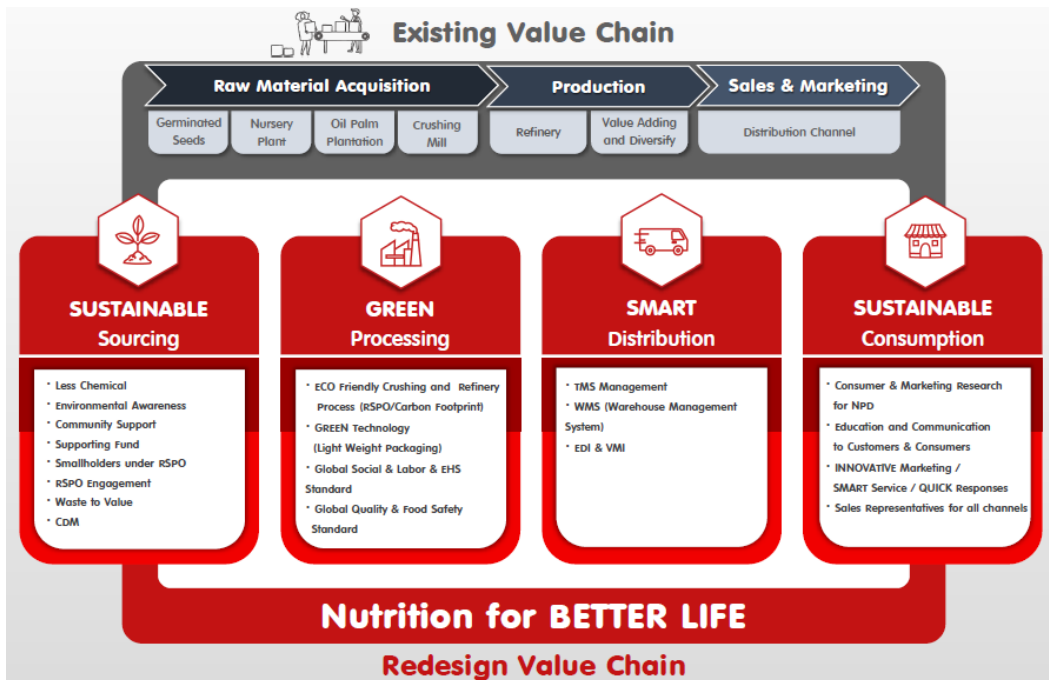 Existing Value Chain
Raw Material Acquisition
Production
Sales & Marketing
Germinated
Seeds
Nursery
Plant
Oil Palm
Plantation
Crushing
Mill
Refinery
Value Adding
and Diversify
Distribution Channel
SUSTAINABLE
Sourcing
· Less Chemical
· Environmental Awareness
· Community Support
· Supporting Fund
· Smallholders under RSPO
· RSPO Engagement
· Waste to Value
· CDM
GREEN
Processing
· ECO Friendly Crushing and Refinery
Process (RSPO/Carbon Footprint)
· GREEN Technology
(Light Weight Packaging)
· Global Social & Labor & EHS
Standard
· Global Quality & Food Safety
Standard
SMART
Distribution
· TMS Management
· WMS (Warehouse Management
System)
· EDI & VMI
SUSTAINABLE
Consumption
· Consumer & Marketing Research
for NPD
· Education and Communication
to Customers & Consumers
· INNOVATIVE Marketing /
SMART Service / QUICK Responses
· Sales Representatives for all channels
Nutrition for BETTER LIFE
Redesign Value Chain